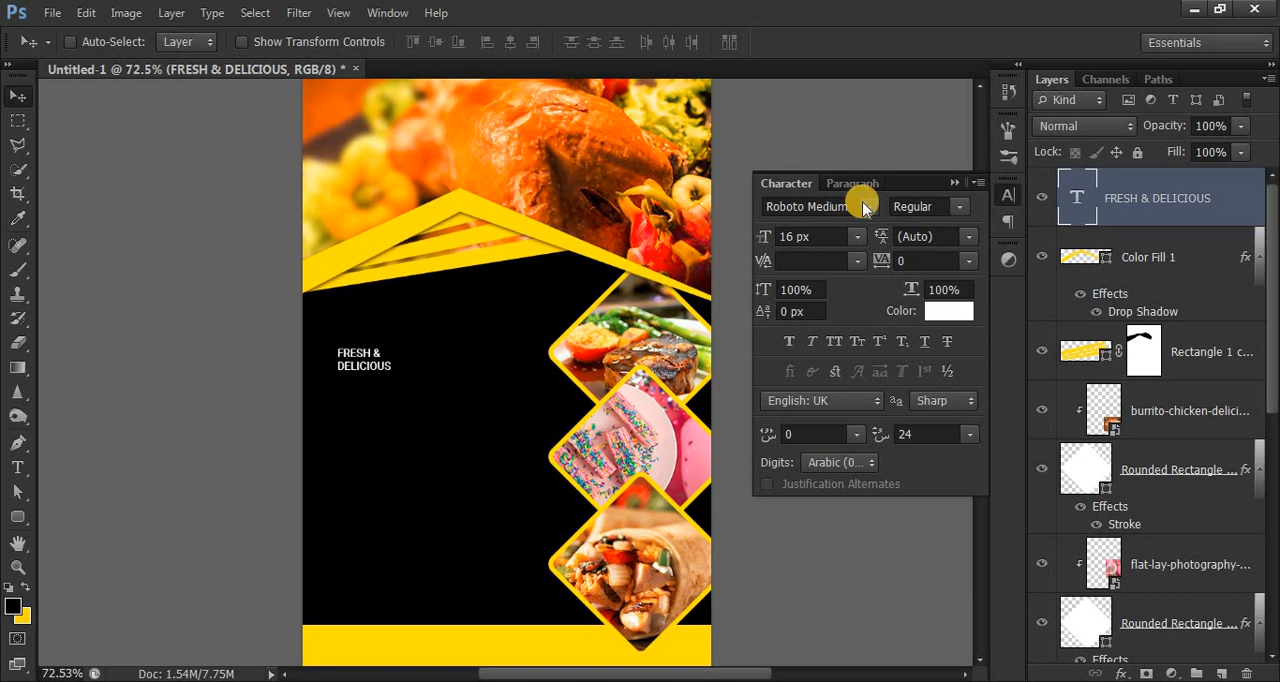 Ps File Edit Image Layer Type Select Filter View Window Help
Auto-Select: Layer Show Transform Controls Essentials
Untitled-1 @ 72.5% (FRESH & DELICIOUS, RGB/8) * ×
Layers Channels Paths
Kind
Normal Opacity: 100%
Lock: Fill: 100%
Character Paragraph
Roboto Medium Regular
16 px (Auto)
0
100% 100%
0 px Color:
English: UK Sharp
0 24
Digits: Arabic (0...
Justification Alternates
FRESH &
DELICIOUS
FRESH & DELICIOUS
Color Fill 1 fx
Effects
Drop Shadow
Rectangle 1 c...
burrito-chicken-delici...
Rounded Rectangle ... fx
Effects
Stroke
flat-lay-photography-...
Rounded Rectangle ... fx
Effects
72.53% Doc: 1.54M/7.75M